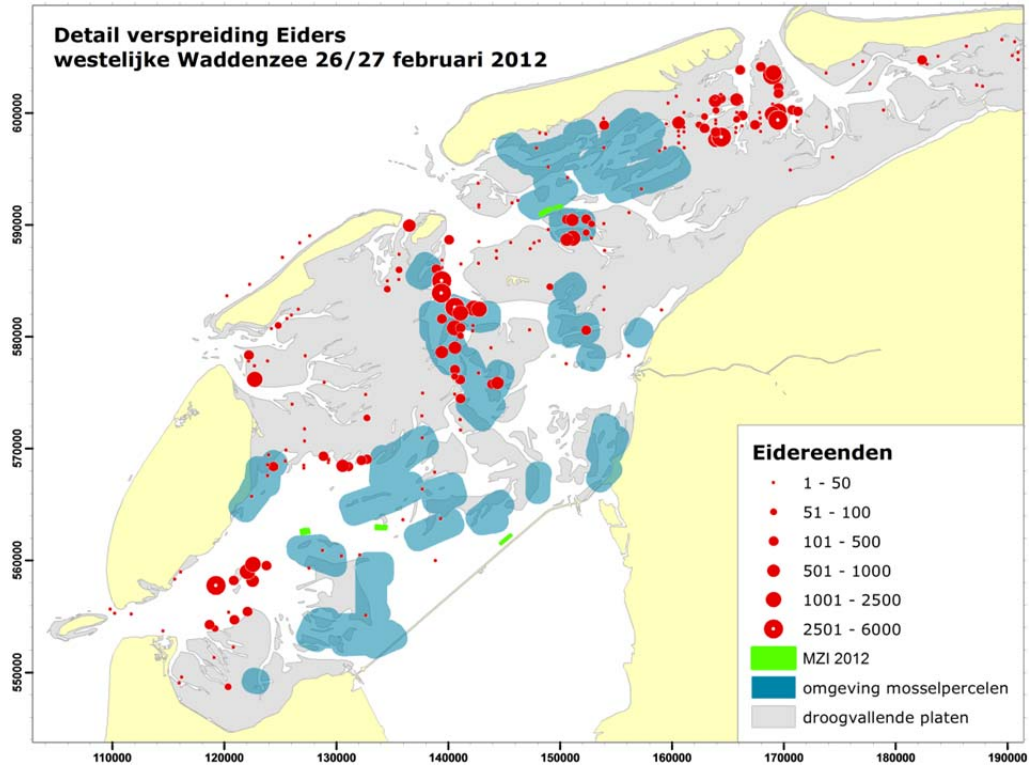 Detail verspreiding Eiders
westelijke Waddenzee 26/27 februari 2012
600000
590000
580000
570000
560000
550000
Eidereenden
1 - 50
51 - 100
101 - 500
501 - 1000
1001 - 2500
2501 - 6000
MZI 2012
omgeving mosselpercelen
droogvallende platen
110000 120000 130000 140000 150000 160000 170000 180000 190000